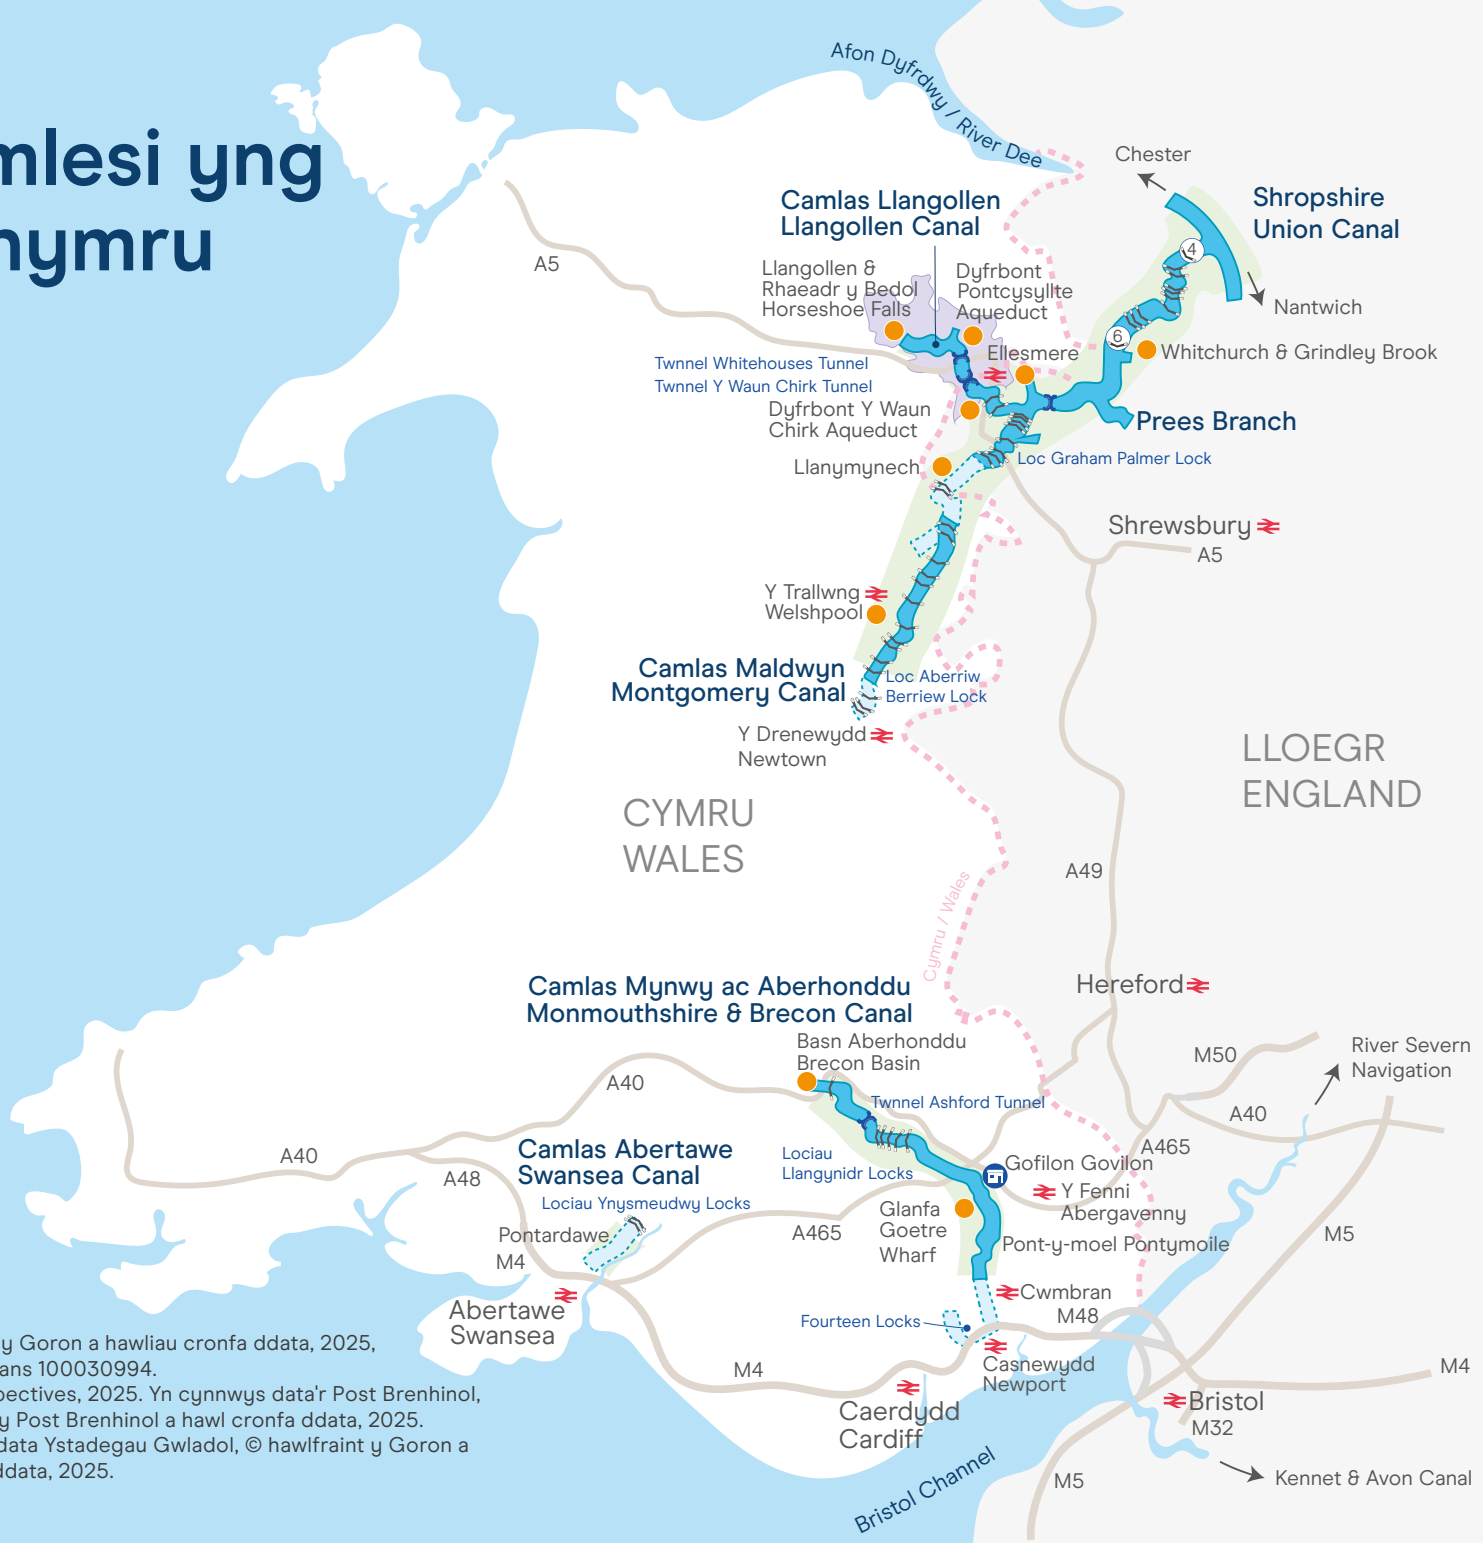 mlesi yng
nymru
Afon Dyfrdwy / River Dee
Chester
Shropshire
Union Canal
Camlas Llangollen
Llangollen Canal
A5
Llangollen &
Rhaeadr y Bedol
Horseshoe Falls
Dyfrbont
Pontcysyllte
Aqueduct
4
Nantwich
6
Ellesmere
Whitchurch & Grindley Brook
Twnnel Whitehouses Tunnel
Twnnel Y Waun Chirk Tunnel
Dyfrbont Y Waun
Chirk Aqueduct
Prees Branch
Llanymynech
Loc Graham Palmer Lock
Shrewsbury
A5
Y Trallwng
Welshpool
Camlas Maldwyn
Montgomery Canal
Loc Aberriw
Berriew Lock
Y Drenewydd
Newtown
LLOEGR
ENGLAND
CYMRU
WALES
A49
Cymru / Wales
Camlas Mynwy ac Aberhonddu
Monmouthshire & Brecon Canal
Hereford
Basn Aberhonddu
Brecon Basin
M50
River Severn
Navigation
A40
Twnnel Ashford Tunnel
A40
A40
A465
Camlas Abertawe
Swansea Canal
Lociau
Llangynidr Locks
Gofilon Govilon
A48
Y Fenni
Abergavenny
Lociau Ynysmeudwy Locks
Glanfa
Goetre
Wharf
Pontardawe
A465
M4
Pont-y-moel Pontymoile
M5
Cwmbran
M48
Abertawe
Swansea
Fourteen Locks
Casnewydd
Newport
M4
M4
Caerdydd
Cardiff
Bristol
M32
Bristol Channel
M5
Kennet & Avon Canal
y Goron a hawliau cronfa ddata, 2025,
ans 100030994.
pectives, 2025. Yn cynnwys data'r Post Brenhinol,
y Post Brenhinol a hawl cronfa ddata, 2025.
data Ystadegau Gwladol, © hawlfraint y Goron a
ddata, 2025.